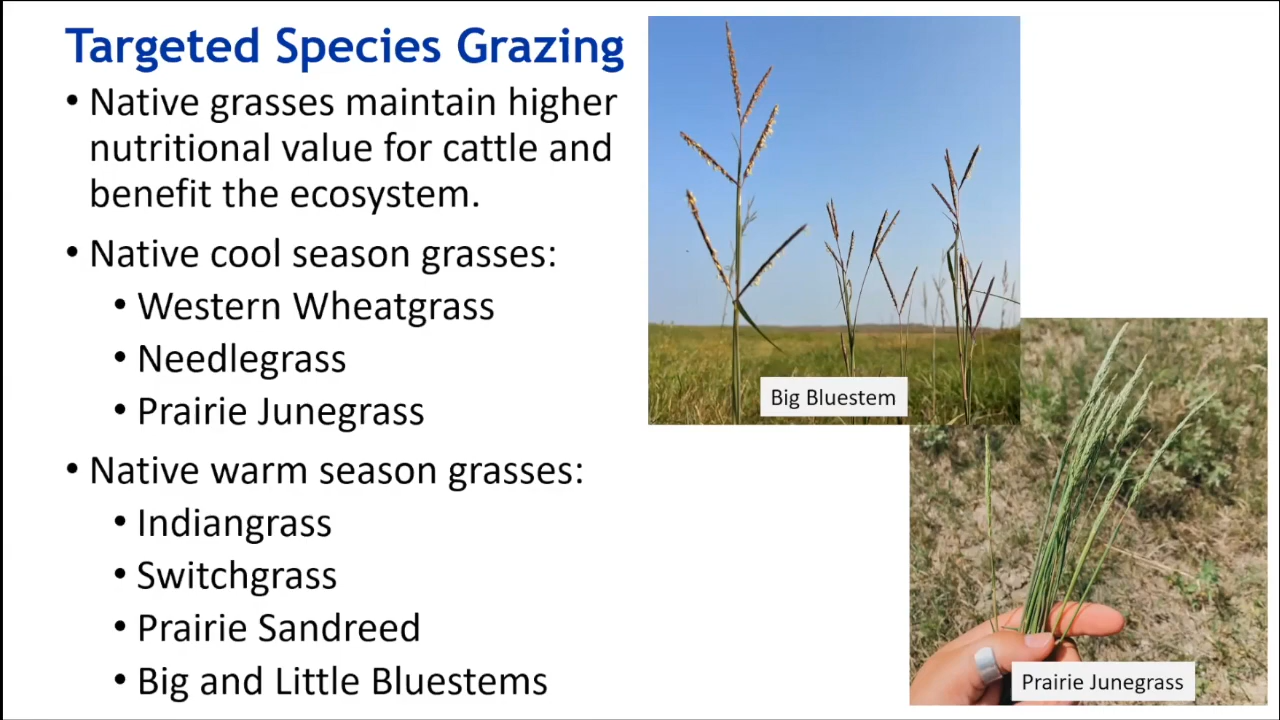 Targeted Species Grazing
• Native grasses maintain higher
nutritional value for cattle and
benefit the ecosystem.
• Native cool season grasses:
• Western Wheatgrass
• Needlegrass
• Prairie Junegrass
• Native warm season grasses:
• Indiangrass
• Switchgrass
• Prairie Sandreed
• Big and Little Bluestems
Big Bluestem
Prairie Junegrass